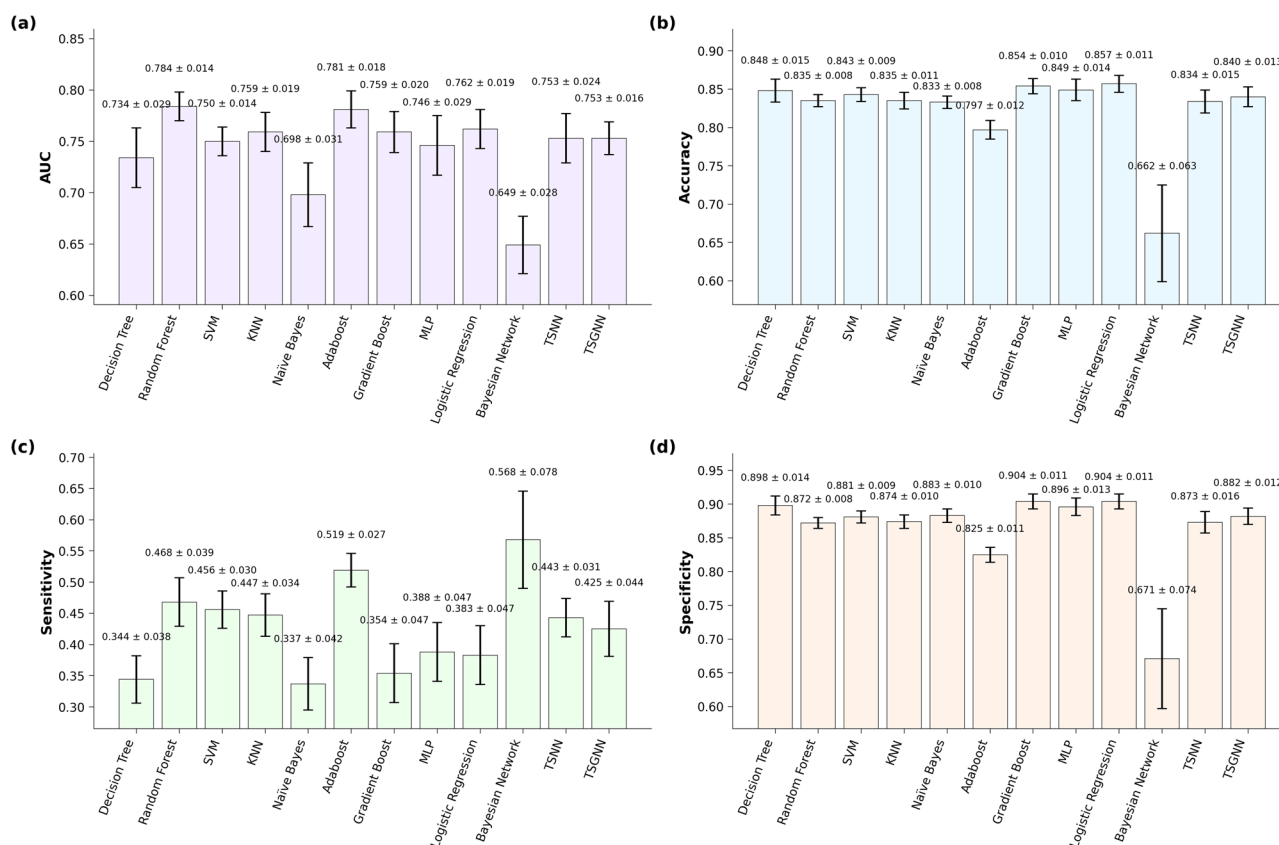 (a)
AUC
0.85
0.80
0.75
0.70
0.65
0.60
0.734 ± 0.029
0.784 ± 0.014
0.750 ± 0.014
0.759 ± 0.019
0.698 ± 0.031
0.781 ± 0.018
0.759 ± 0.020
0.746 ± 0.029
0.762 ± 0.019
0.649 ± 0.028
0.753 ± 0.024
0.753 ± 0.016
Decision Tree
Random Forest
SVM
KNN
Naïve Bayes
Adaboost
Gradient Boost
MLP
Logistic Regression
Bayesian Network
TSNN
TSGNN
(b)
Accuracy
0.90
0.85
0.80
0.75
0.70
0.65
0.60
0.848 ± 0.015
0.835 ± 0.008
0.843 ± 0.009
0.835 ± 0.011
0.833 ± 0.008
0.797 ± 0.012
0.854 ± 0.010
0.849 ± 0.014
0.857 ± 0.011
0.662 ± 0.063
0.834 ± 0.015
0.840 ± 0.013
Decision Tree
Random Forest
SVM
KNN
Naïve Bayes
Adaboost
Gradient Boost
MLP
Logistic Regression
Bayesian Network
TSNN
TSGNN
(c)
Sensitivity
0.70
0.65
0.60
0.55
0.50
0.45
0.40
0.35
0.30
0.344 ± 0.038
0.468 ± 0.039
0.456 ± 0.030
0.447 ± 0.034
0.337 ± 0.042
0.519 ± 0.027
0.354 ± 0.047
0.388 ± 0.047
0.383 ± 0.047
0.568 ± 0.078
0.443 ± 0.031
0.425 ± 0.044
Decision Tree
Random Forest
SVM
KNN
Naïve Bayes
Adaboost
Gradient Boost
MLP
Logistic Regression
Bayesian Network
TSNN
TSGNN
(d)
Specificity
0.95
0.90
0.85
0.80
0.75
0.70
0.65
0.60
0.898 ± 0.014
0.872 ± 0.008
0.881 ± 0.009
0.874 ± 0.010
0.883 ± 0.010
0.825 ± 0.011
0.904 ± 0.011
0.896 ± 0.013
0.904 ± 0.011
0.671 ± 0.074
0.873 ± 0.016
0.882 ± 0.012
Decision Tree
Random Forest
SVM
KNN
Naïve Bayes
Adaboost
Gradient Boost
MLP
Logistic Regression
Bayesian Network
TSNN
TSGNN